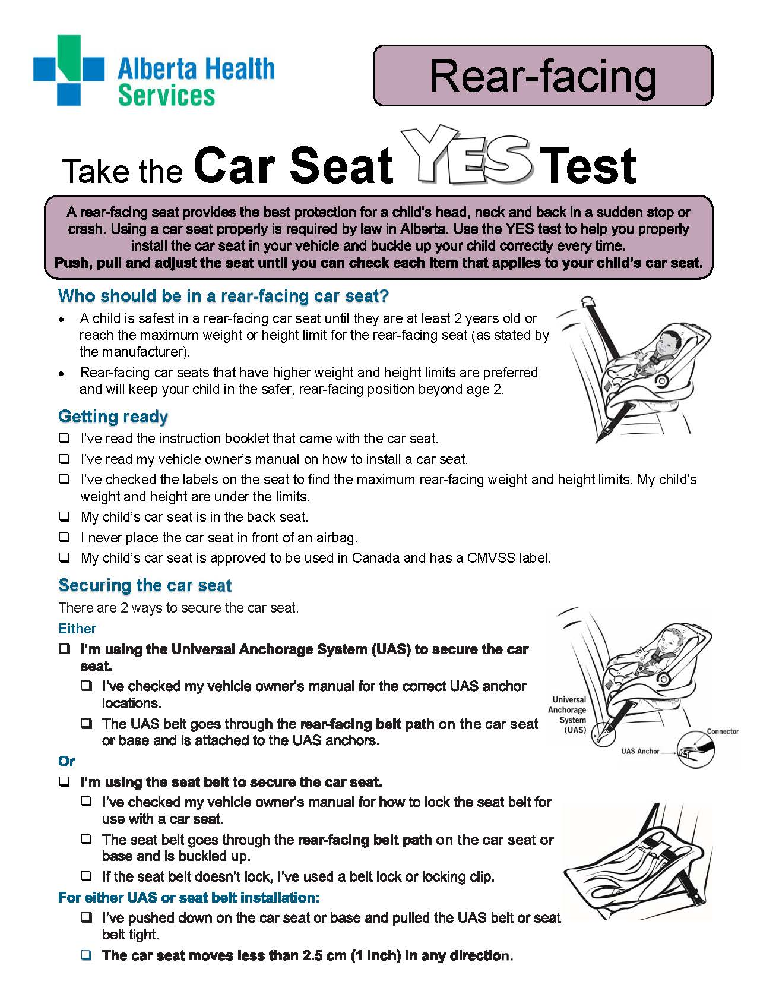 Alberta Health
Services
Rear-facing
Take the Car Seat YES Test
A rear-facing seat provides the best protection for a child's head, neck and back in a sudden stop or
crash. Using a car seat properly is required by law in Alberta. Use the YES test to help you properly
install the car seat in your vehicle and buckle up your child correctly every time.
Push, pull and adjust the seat until you can check each item that applies to your child's car seat.
Who should be in a rear-facing car seat?
• A child is safest in a rear-facing car seat until they are at least 2 years old or
reach the maximum weight or height limit for the rear-facing seat (as stated by
the manufacturer).
• Rear-facing car seats that have higher weight and height limits are preferred
and will keep your child in the safer, rear-facing position beyond age 2.
Getting ready
❑ I've read the instruction booklet that came with the car seat.
❑ I've read my vehicle owner's manual on how to install a car seat.
❑ I've checked the labels on the seat to find the maximum rear-facing weight and height limits. My child's
weight and height are under the limits.
❑ My child's car seat is in the back seat.
❑ I never place the car seat in front of an airbag.
❑ My child's car seat is approved to be used in Canada and has a CMVSS label.
Securing the car seat
There are 2 ways to secure the car seat.
Either
❑ I'm using the Universal Anchorage System (UAS) to secure the car
seat.
❑ I've checked my vehicle owner's manual for the correct UAS anchor
locations.
❑ The UAS belt goes through the rear-facing belt path on the car seat
or base and is attached to the UAS anchors.
Universal
Anchorage
System
(UAS)
Connector
UAS Anchor
Or
❑ I'm using the seat belt to secure the car seat.
❑ I've checked my vehicle owner's manual for how to lock the seat belt for
use with a car seat.
❑ The seat belt goes through the rear-facing belt path on the car seat or
base and is buckled up.
❑ If the seat belt doesn't lock, I've used a belt lock or locking clip.
For either UAS or seat belt installation:
❑ I've pushed down on the car seat or base and pulled the UAS belt or seat
belt tight.
❑ The car seat moves less than 2.5 cm (1 inch) in any direction.